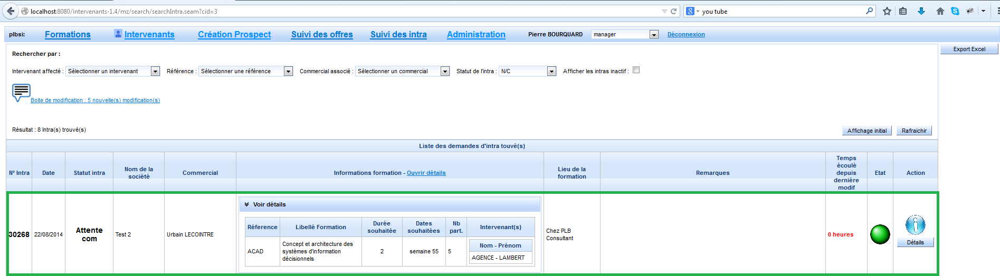 localhost:8080/intervenants-1.4/mz/search/searchIntra.seam?cid=3
you tube
plbsi: Formations Intervenants Création Prospect Suivi des offres Suivi des intra Administration Pierre BOURQUARD manager Déconnexion
Export Excel
Rechercher par :
Intervenant affecté : Sélectionner un intervenant Référence : Sélectionner une référence Commercial associé : Sélectionner un commercial Statut de l'intra : N/C Afficher les intras inactif :
Boite de modification : 5 nouvelle(s) modification(s)
Résultat : 8 Intra(s) trouvé(s)
Affichage initial Rafraichir
Liste des demandes d'intra touvé(s)
N° Intra
Date
Statut intra
Nom de la
société
Commercial
Informations formation - Ouvrir détails
Lieu de la
formation
Remarques
Temps
écoulé
depuis
dernière
modif
Etat
Action
30268
22/08/2014
Attente
com
Test 2
Urbain LECOINTRE
Voir détails
Réference
Libellé Formation
Durée
souhaitée
Dates
souhaitées
Nb
part.
Intervenant(s)
ACAD
Concept et architecture des
systèmes d'information
décisionnels
2
semaine 55
5
Nom - Prénom
AGENCE - LAMBERT
Chez PLB
Consultant
0 heures
Détails